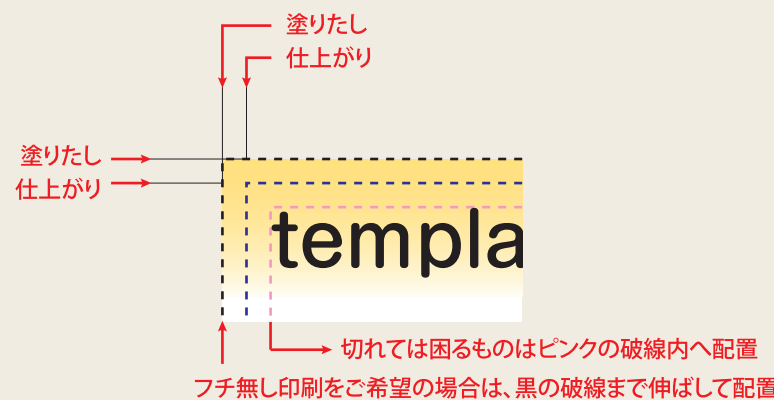 塗りたし
仕上がり
塗りたし
仕上がり
templa
切れては困るものはピンクの破線内へ配置
フチ無し印刷をご希望の場合は、黒の破線まで伸ばして配置